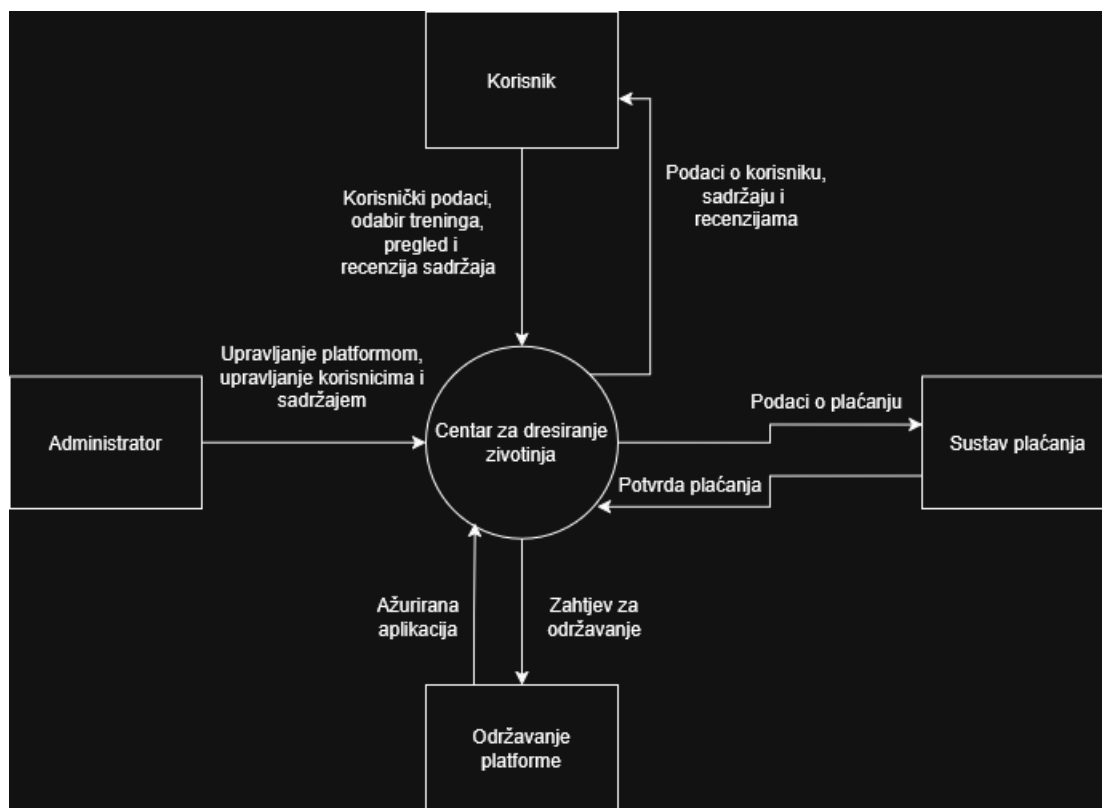 Korisnik
Korisnički podaci,
odabir treninga,
pregled i
recenzija sadržaja
Podaci o korisniku,
sadržaju i
recenzijama
Upravljanje platformom,
upravljanje korisnicima i
sadržajem
Administrator
Centar za dresiranje
zivotinja
Podaci o plaćanju
Sustav plaćanja
Potvrda plaćanja
Ažurirana
aplikacija
Zahtjev za
održavanje
Održavanje
platforme